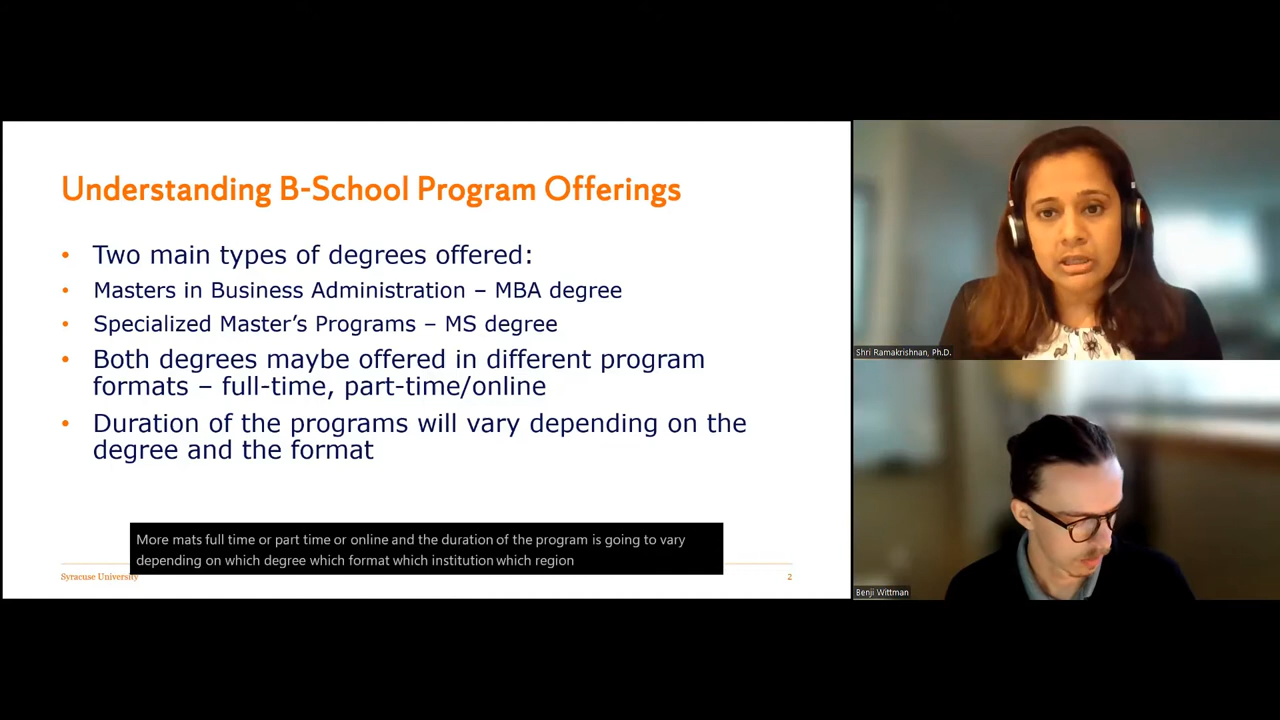 Understanding B-School Program Offerings
• Two main types of degrees offered:
• Masters in Business Administration – MBA degree
• Specialized Master's Programs – MS degree
• Both degrees maybe offered in different program
formats – full-time, part-time/online
• Duration of the programs will vary depending on the
degree and the format
More mats full time or part time or online and the duration of the program is going to vary
depending on which degree which format which institution which region
Syracuse University
2
Shri Ramakrishnan, Ph.D.
Benji Wittman